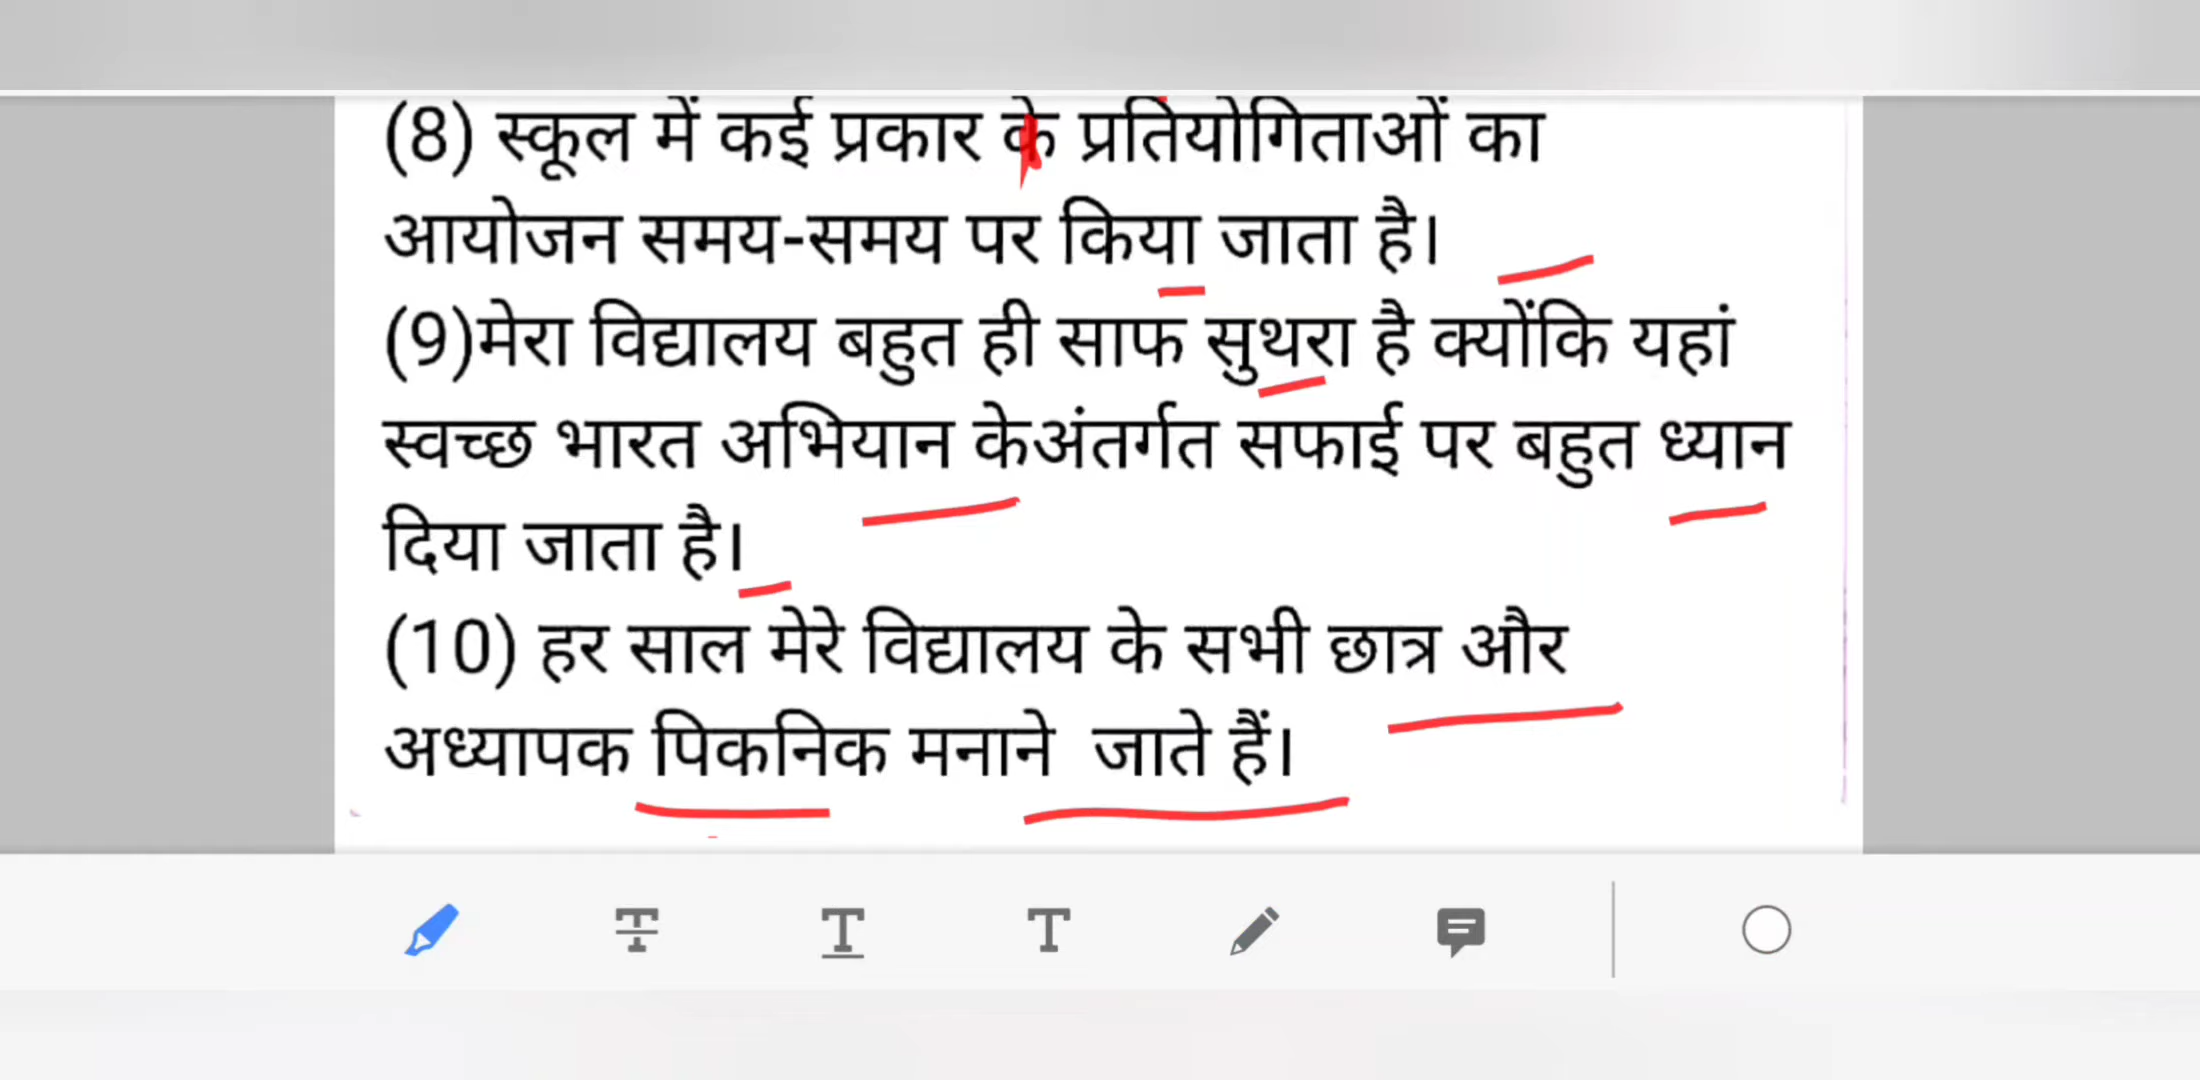 (8) स्कूल में कई प्रकार के प्रतियोगिताओं का
आयोजन समय-समय पर किया जाता है।
(9)मेरा विद्यालय बहुत ही साफ सुथरा है क्योंकि यहां
स्वच्छ भारत अभियान केअंतर्गत सफाई पर बहुत ध्यान
दिया जाता है।
(10) हर साल मेरे विद्यालय के सभी छात्र और
अध्यापक पिकनिक मनाने  जाते हैं।